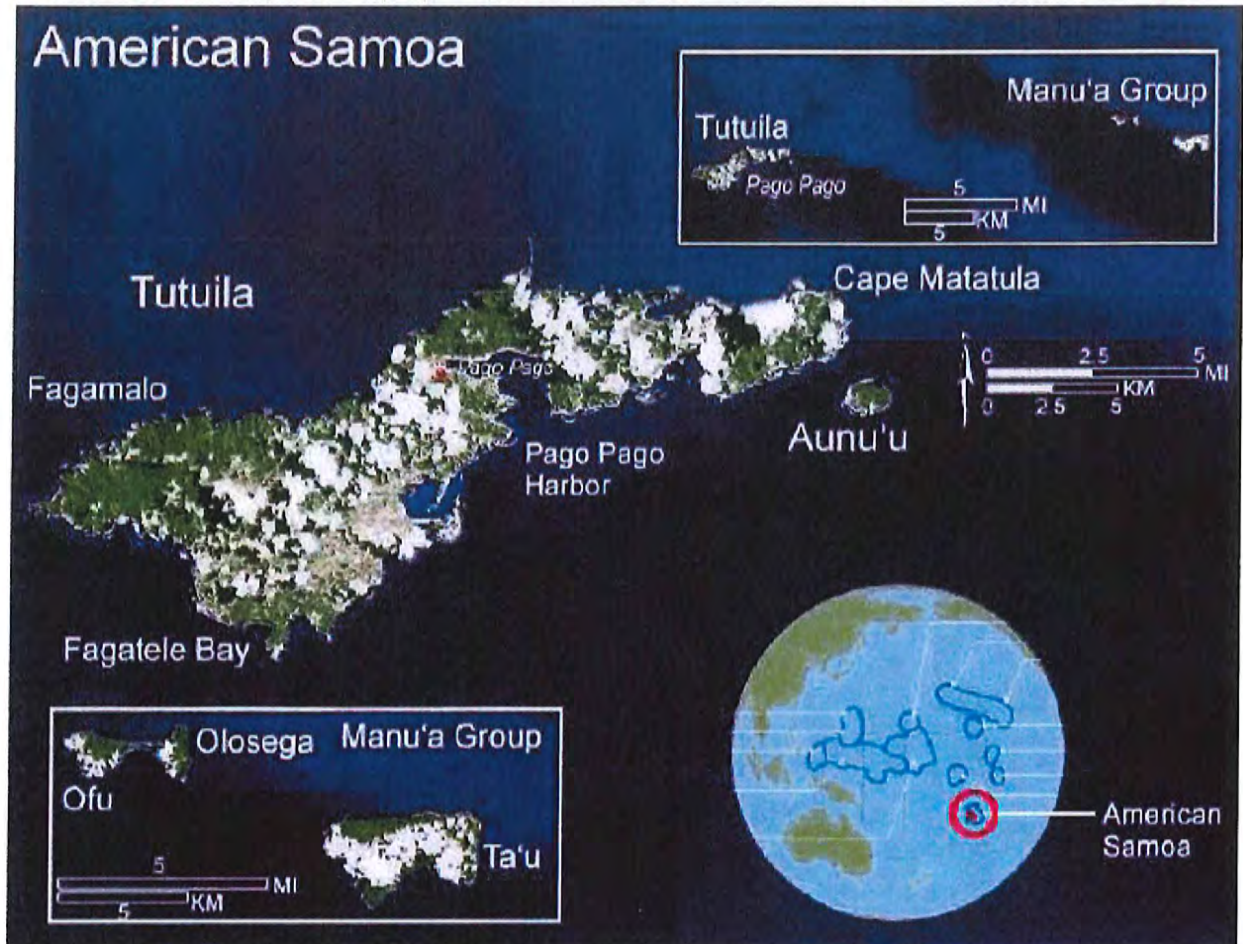 American Samoa
Manu‘a Group
Tutuila
Pago Pago
5
MI
KM
5
Cape Matatula
Tutuila
Pago Pago
0 2 5 5
MI
KM
0 2 5 5
Fagamalo
Aunu‘u
Pago Pago
Harbor
Fagatele Bay
Olosega
Manu‘a Group
Ofu
Ta‘u
5
MI
KM
5
American
Samoa